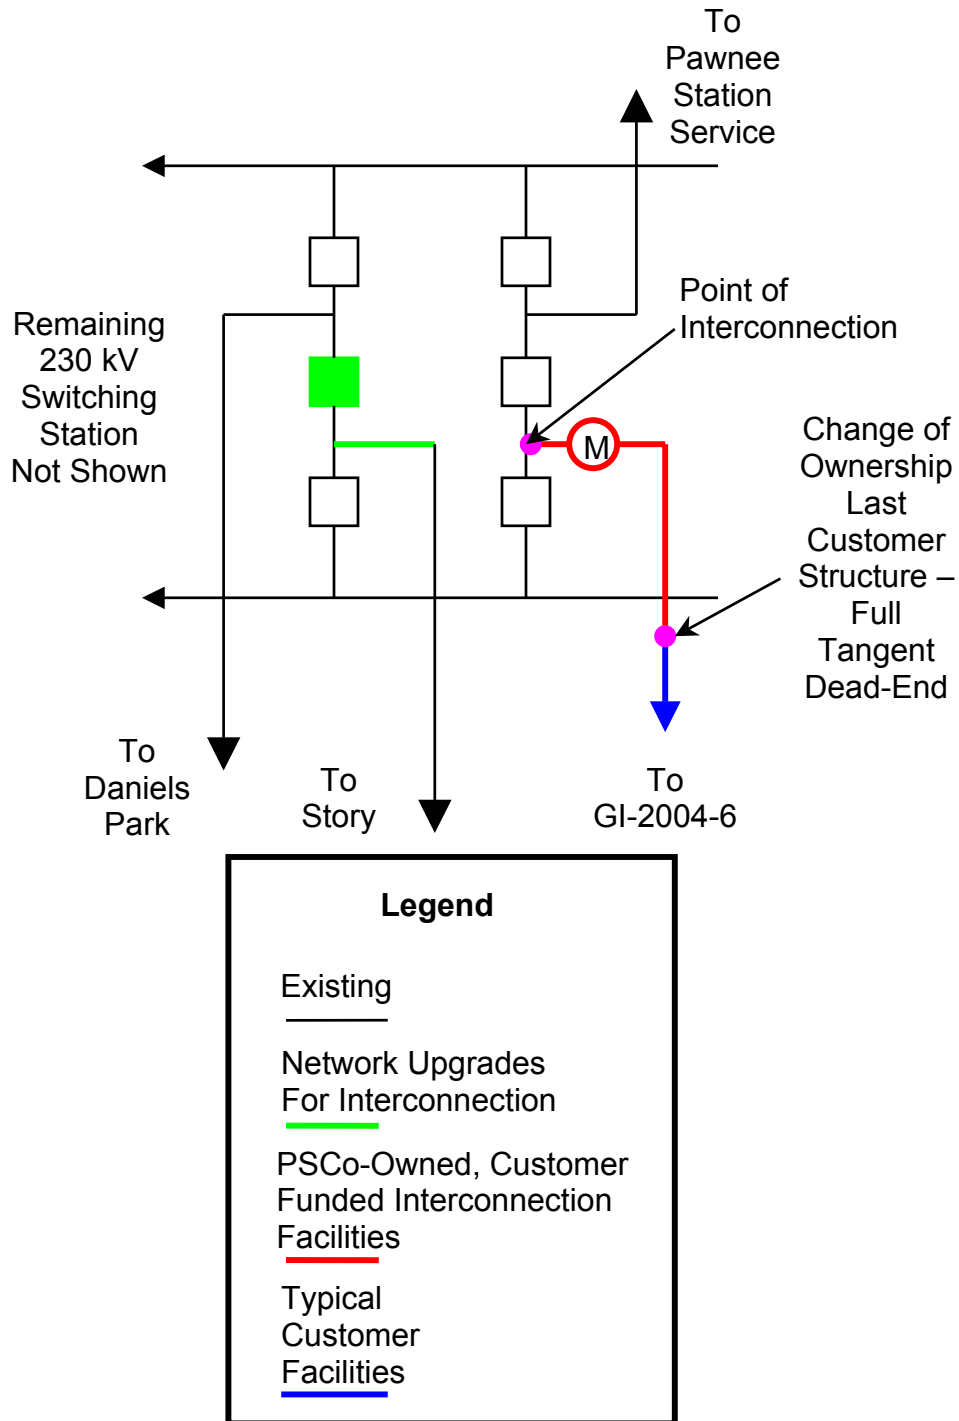 To
Pawnee
Station
Service
Point of
Interconnection
Remaining
230 kV
Switching
Station
Not Shown
M
Change of
Ownership
Last
Customer
Structure –
Full
Tangent
Dead-End
To
Daniels
Park
To
Story
To
GI-2004-6
Legend
Existing
Network Upgrades
For Interconnection
PSCo-Owned, Customer
Funded Interconnection
Facilities
Typical
Customer
Facilities